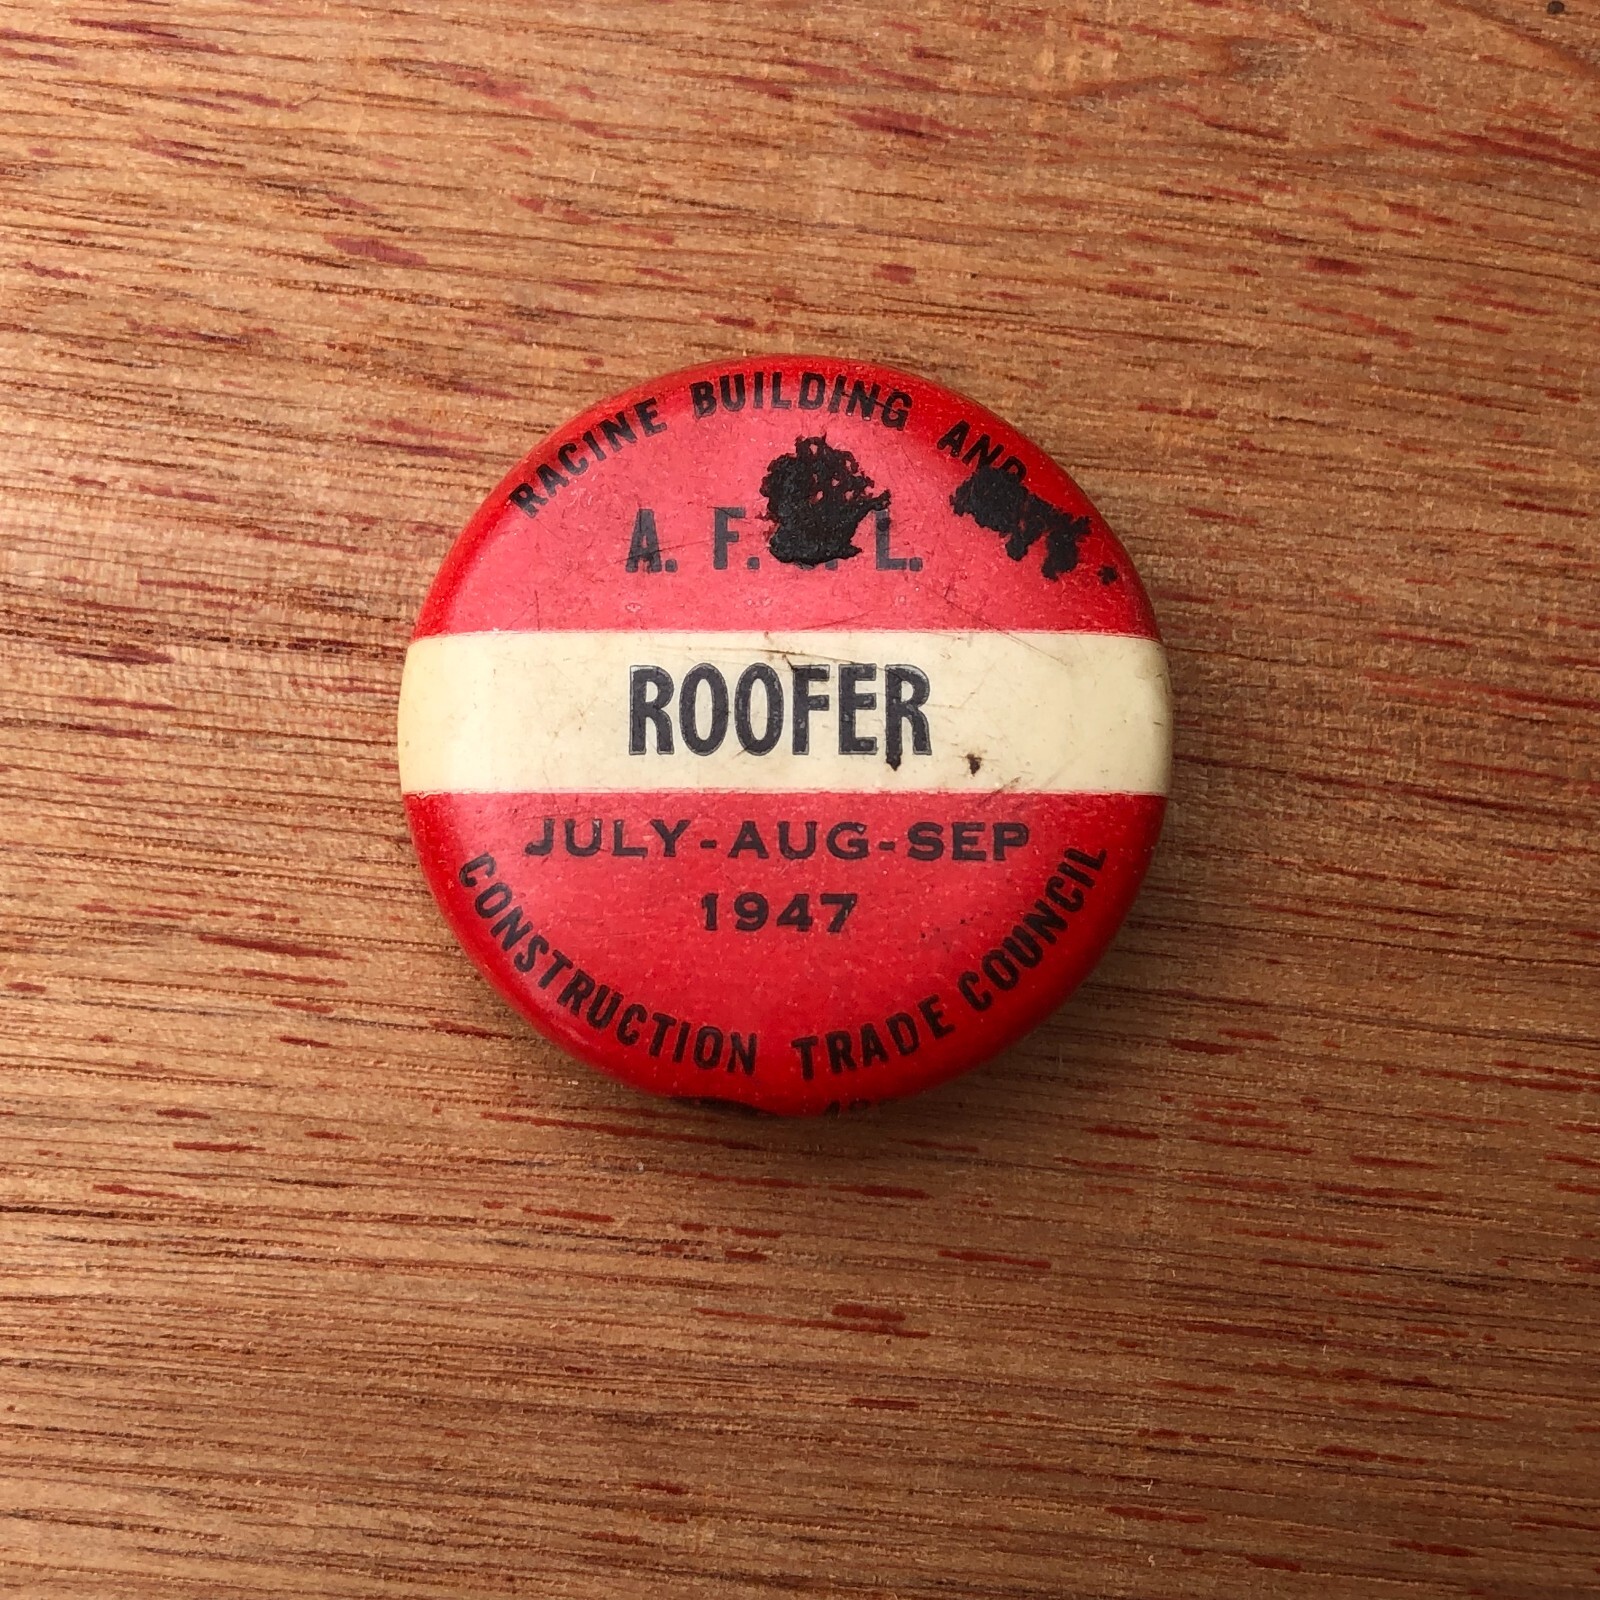 RACINE BUILDING AND
A. F. L.
ROOFER
JULY-AUG-SEP
1947
CONSTRUCTION TRADE COUNCIL